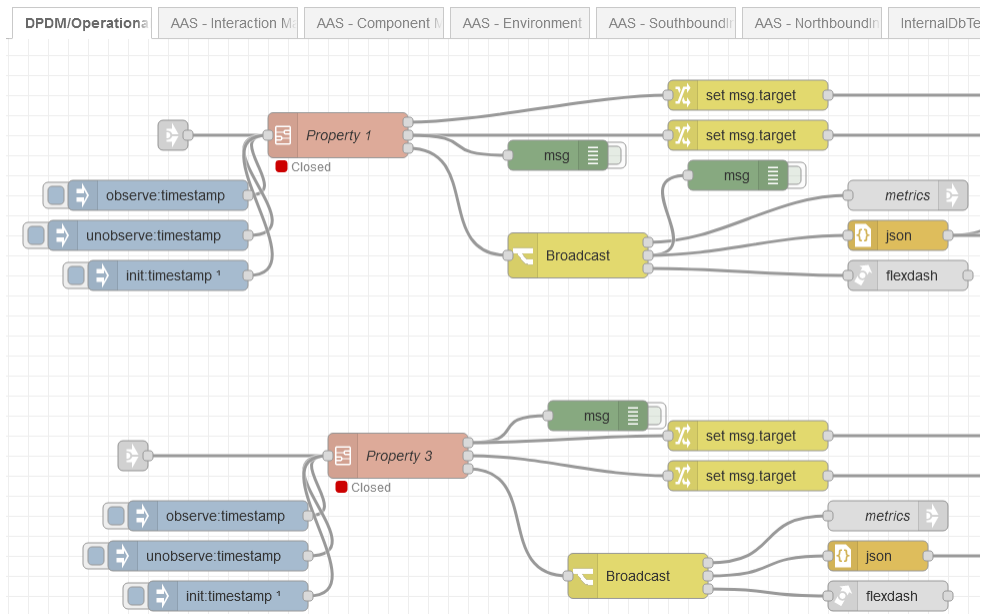 DPDM/Operationa
AAS - Interaction Ma
AAS - Component M
AAS - Environment
AAS - SouthboundIn
AAS - NorthboundIn
InternalDbTe
set msg.target
Property 1
set msg.target
msg
Closed
msg
observe:timestamp
metrics
unobserve:timestamp
json
Broadcast
init:timestamp ¹
flexdash
msg
set msg.target
Property 3
set msg.target
Closed
observe:timestamp
metrics
unobserve:timestamp
json
Broadcast
init:timestamp ¹
flexdash